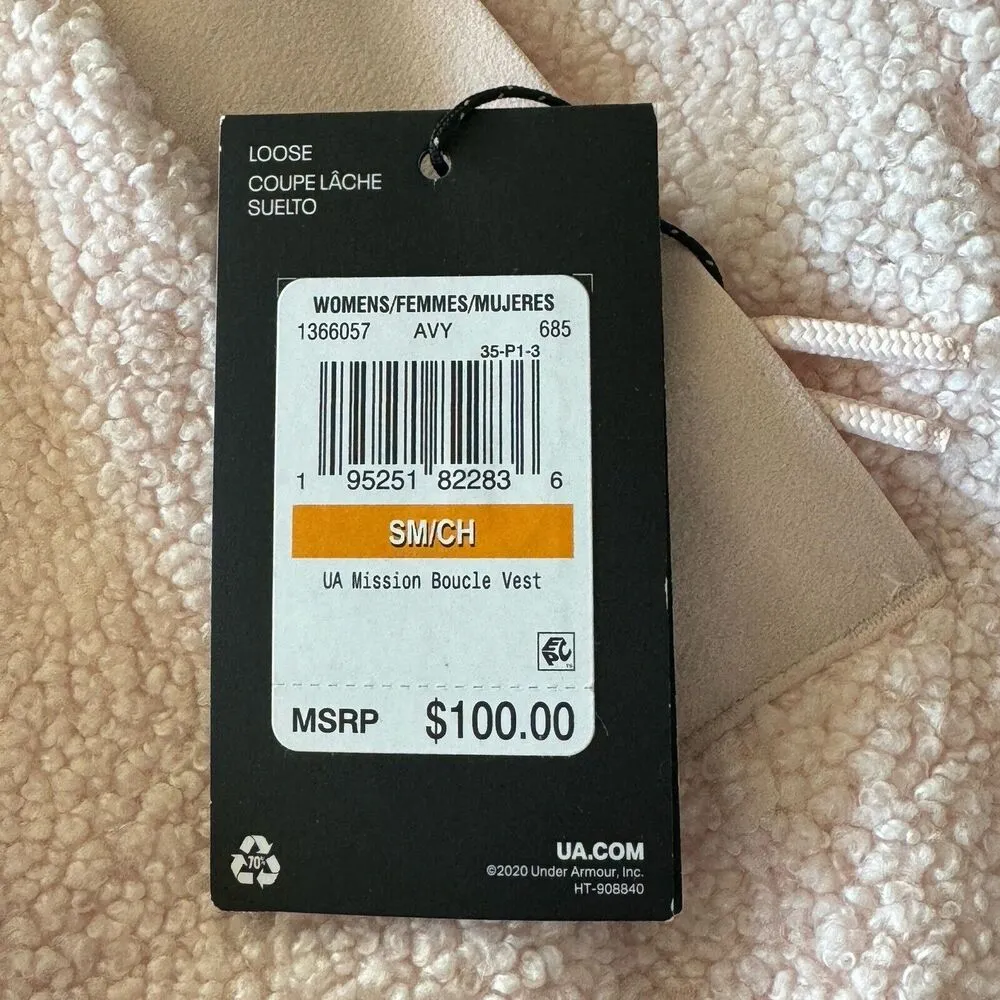 LOOSE
COUPE LÂCHE
SUELTO
WOMENS/FEMMES/MUJERES
1366057 AVY 685
35-P1-3
1 95251 82283 6
SM/CH
UA Mission Boucle Vest
EPC
MSRP $100.00
70%
UA.COM
©2020 Under Armour, Inc.
HT-908840